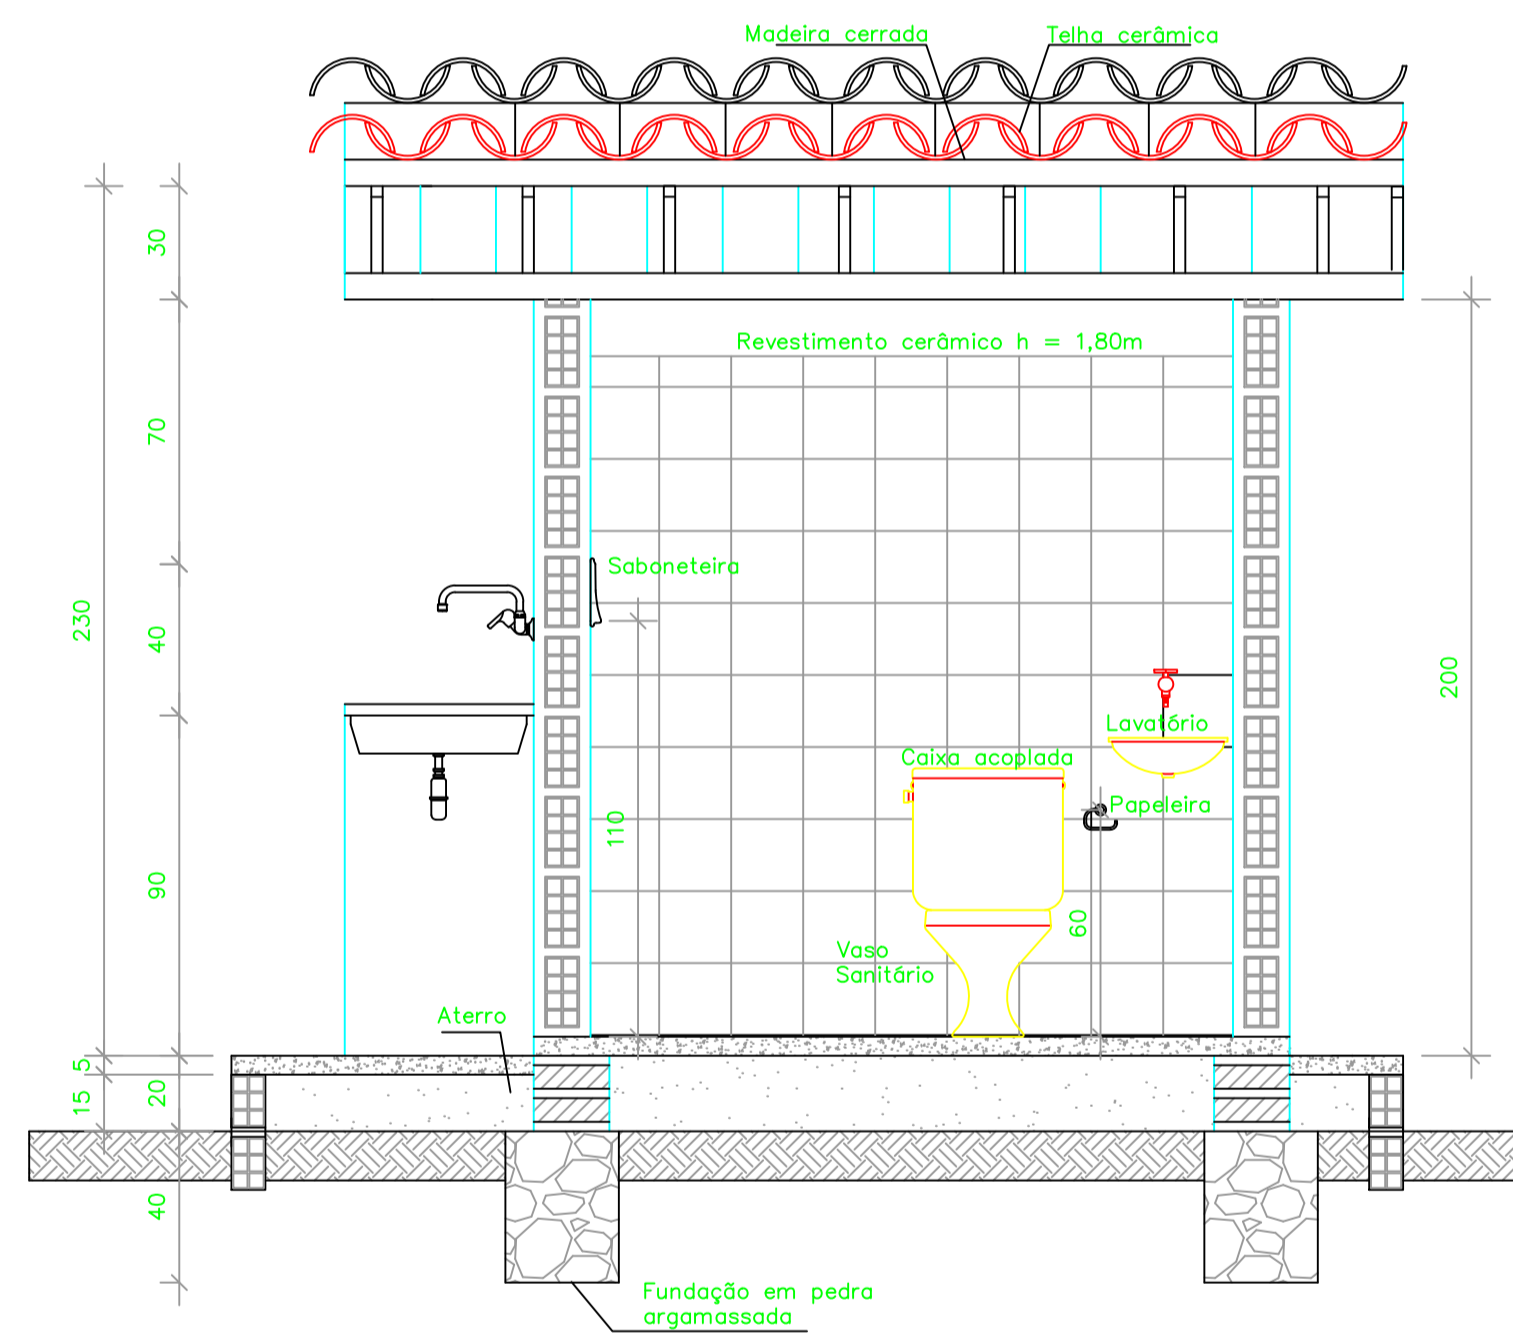 Madeira cerrada
Telha cerâmica
30
Revestimento cerâmico h = 1,80m
70
Saboneteira
230
40
200
Lavatório
Caixa acoplada
Papeleira
110
90
60
Vaso
Sanitário
Aterro
5
15
20
40
Fundação em pedra
argamassada